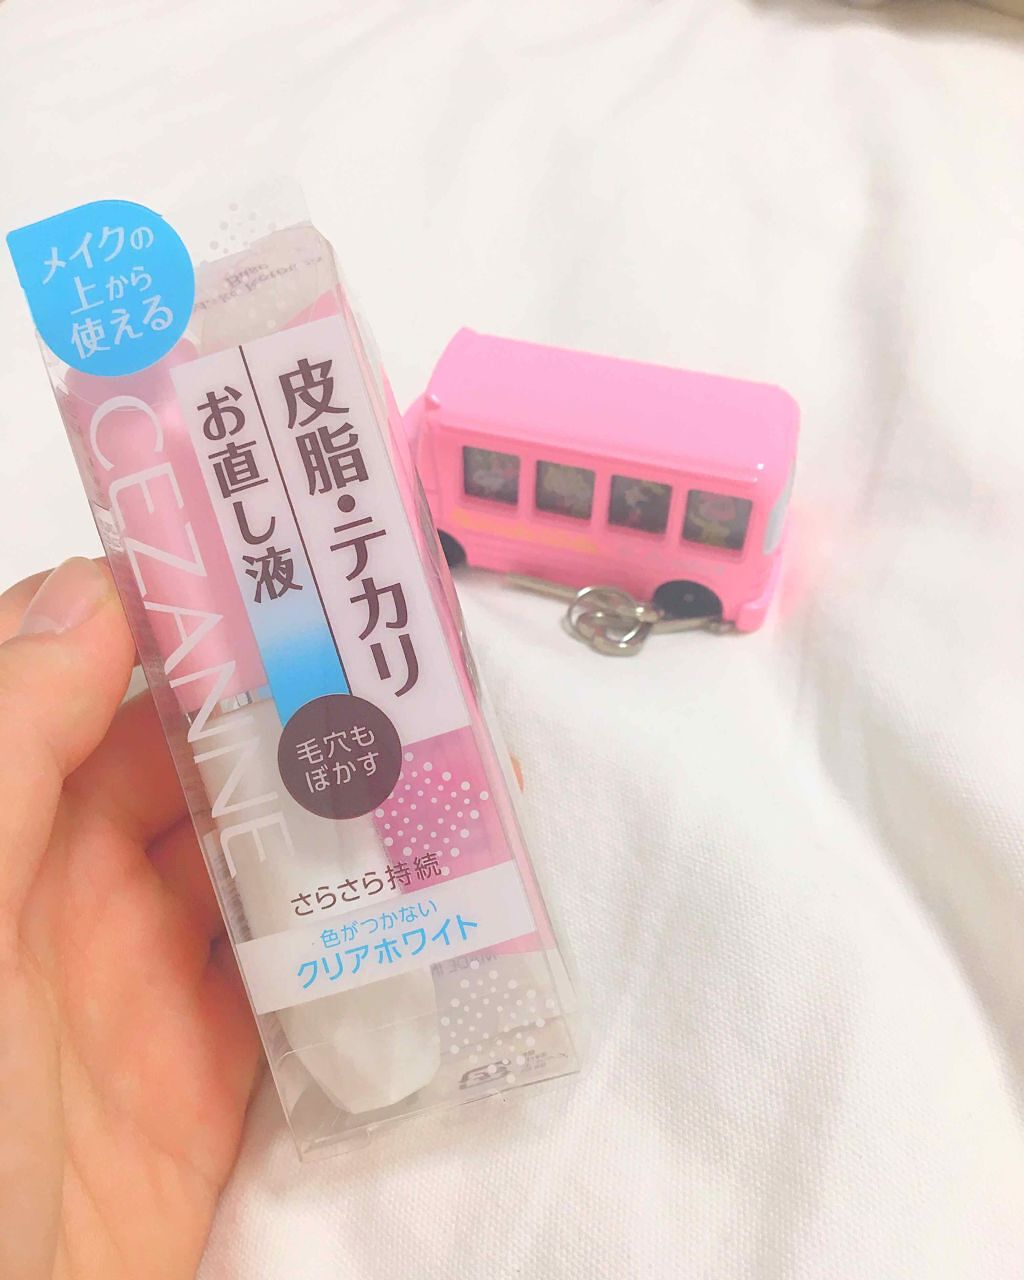 メイクの
上から
使える
CEZANNE
皮脂・テカリ
お直し液
毛穴も
ぼかす
さらさら持続
色がつかない
クリアホワイト
MADE IN